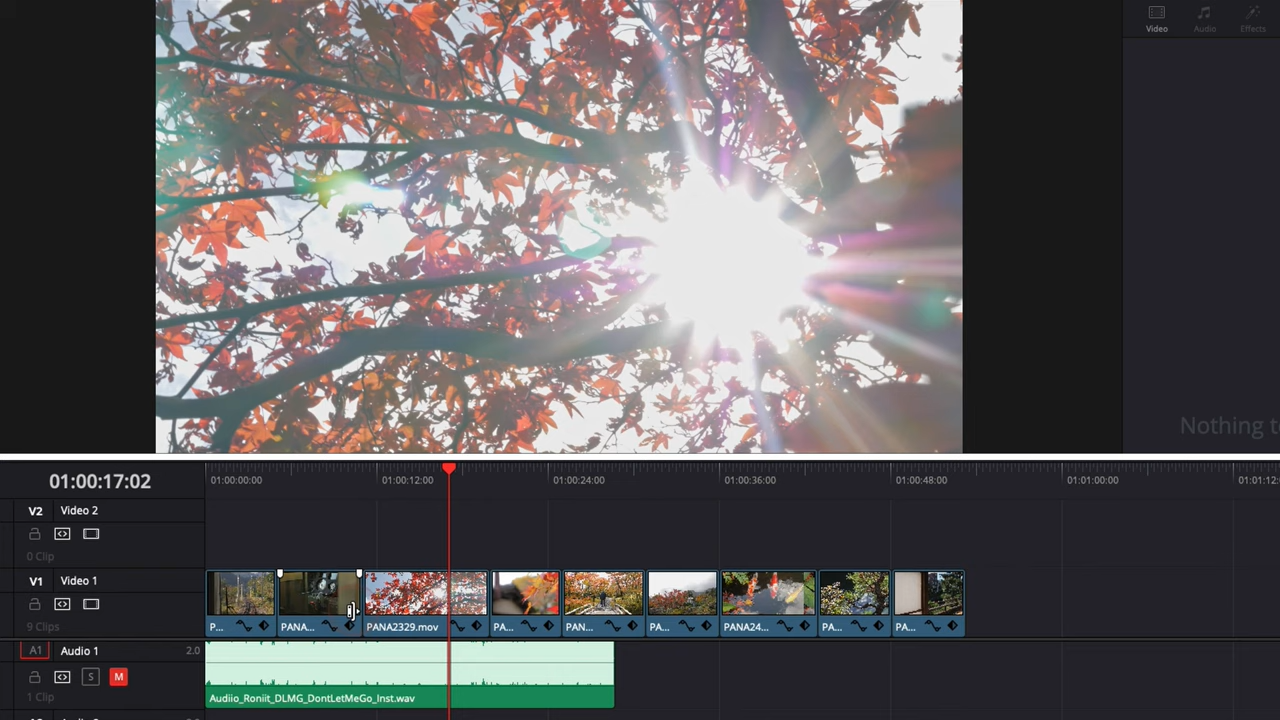 Video Audio Effects
Nothing t
01:00:17:02
01:00:00:00 01:00:12:00 01:00:24:00 01:00:36:00 01:00:48:00 01:01:00:00 01:01:12:
V2 Video 2
0 Clip
V1 Video 1
9 Clips
P... PANA... PANA2329.mov PA... PAN... PA... PANA24... PA... PA...
A1 Audio 1 2.0
S M
1 Clip
Audiio_Roniit_DLMG_DontLetMeGo_Inst.wav